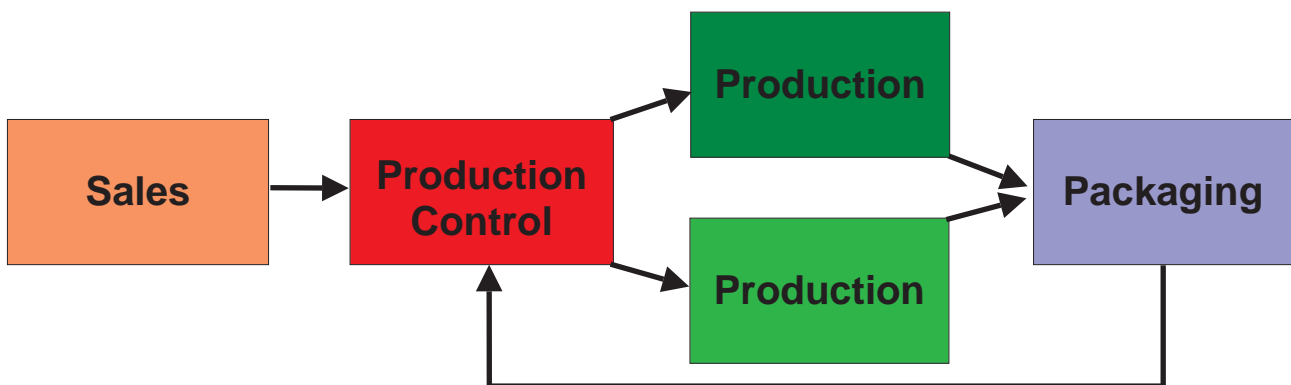 Sales
Production
Control
Production
Production
Packaging